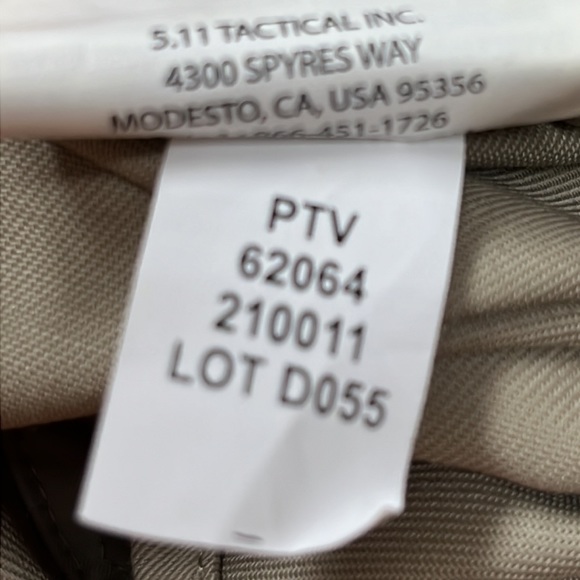 5.11 TACTICAL INC.
4300 SPYRES WAY
MODESTO, CA, USA 95356
866-451-1726
PTV
62064
210011
LOT D055